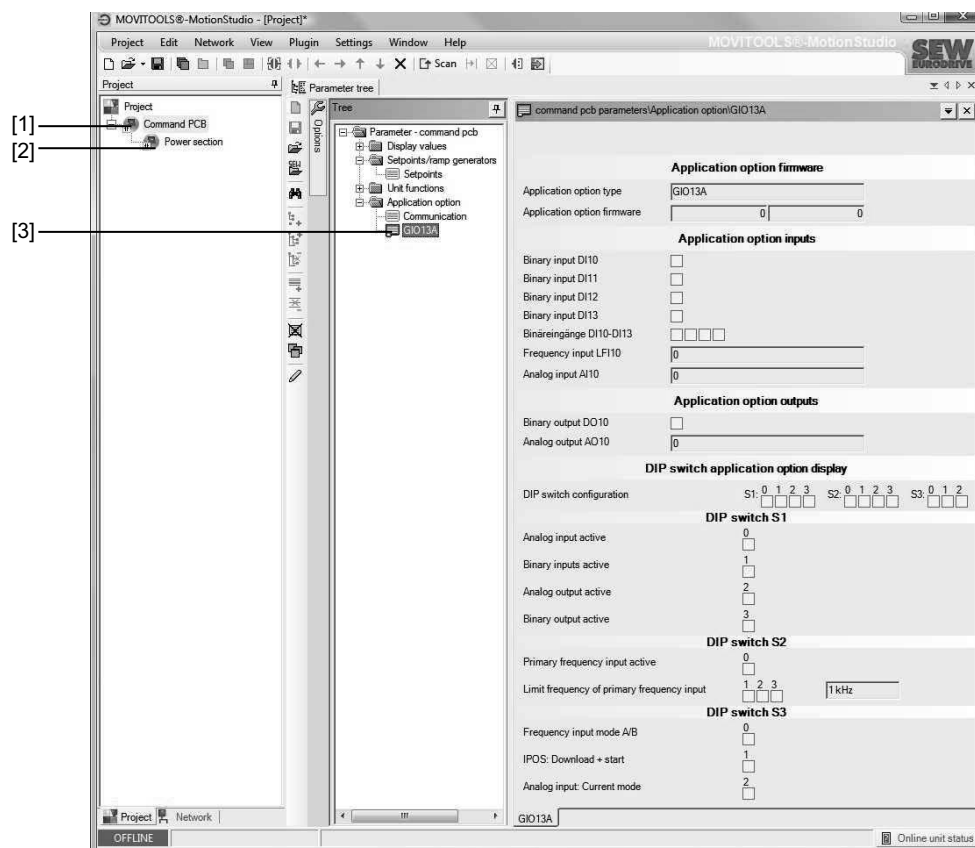 MOVITOOLS®-MotionStudio - [Project]*
Project Edit Network View Plugin Settings Window Help
MOVITOOLS®-MotionStudio
SEW
EURODRIVE
Scan
Project
Parameter tree
[1]
[2]
[3]
Project
Command PCB
Power section
Options
Tree
Parameter - command pcb
Display values
Setpoints/ramp generators
Setpoints
Unit functions
Application option
Communication
GIO13A
command pcb parameters\Application option\GIO13A
Application option firmware
Application option type GIO13A
Application option firmware 0 0
Application option inputs
Binary input DI10
Binary input DI11
Binary input DI12
Binary input DI13
Binäreingänge DI10-DI13
Frequency input LFI10 0
Analog input AI10 0
Application option outputs
Binary output DO10
Analog output AO10 0
DIP switch application option display
DIP switch configuration S1: 0 1 2 3 S2: 0 1 2 3 S3: 0 1 2
DIP switch S1
Analog input active 0
Binary inputs active 1
Analog output active 2
Binary output active 3
DIP switch S2
Primary frequency input active 0
Limit frequency of primary frequency input 1 2 3 1 kHz
DIP switch S3
Frequency input mode A/B 0
IPOS: Download + start 1
Analog input: Current mode 2
Project Network
GIO13A
OFFLINE
Online unit status